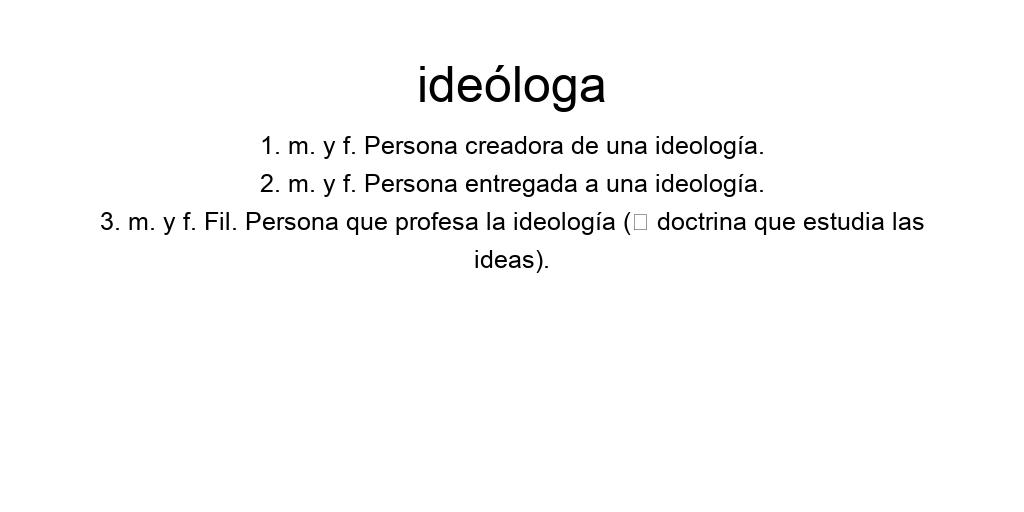 ideóloga
1. m. y f. Persona creadora de una ideología.
2. m. y f. Persona entregada a una ideología.
3. m. y f. Fil. Persona que profesa la ideología (□ doctrina que estudia las
ideas).